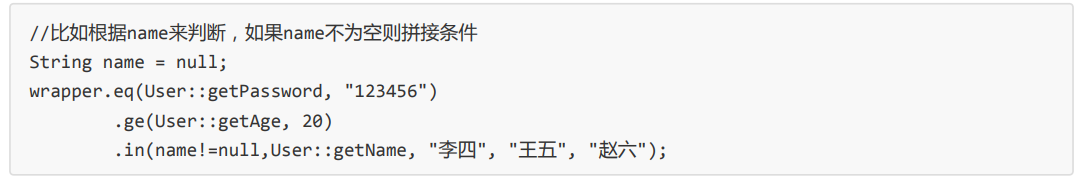 //比如根据name来判断，如果name不为空则拼接条件
String name = null;
wrapper.eq(User::getPassword, "123456")
        .ge(User::getAge, 20)
        .in(name!=null,User::getName, "李四", "王五", "赵六");